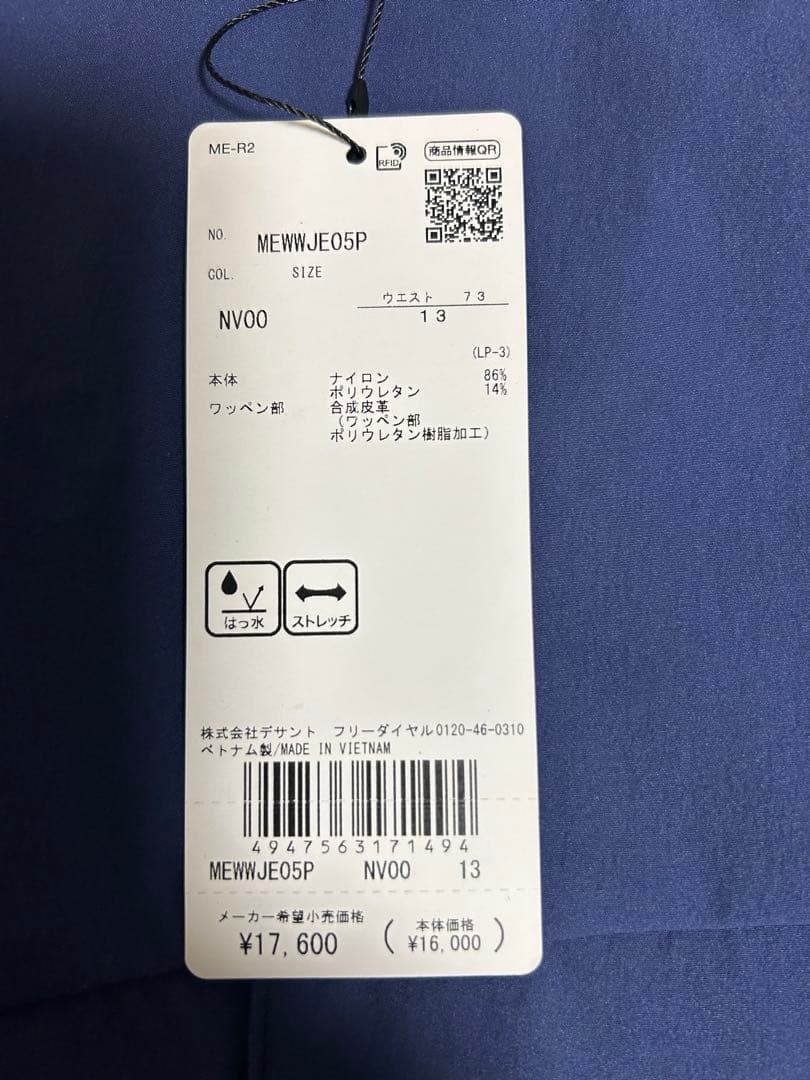 ME-R2
RFID
商品情報QR
NO. MEWWJE05P
COL. SIZE
ウエスト 73
NV00 13
(LP-3)
本体 ナイロン 86%
ポリウレタン 14%
ワッペン部 合成皮革
(ワッペン部
ポリウレタン樹脂加工)
はっ水 ストレッチ
株式会社デサント フリーダイヤル0120-46-0310
ベトナム製/MADE IN VIETNAM
4947563171494
MEWWJE05P NV00 13
メーカー希望小売価格
¥17,600
(本体価格
¥16,000)